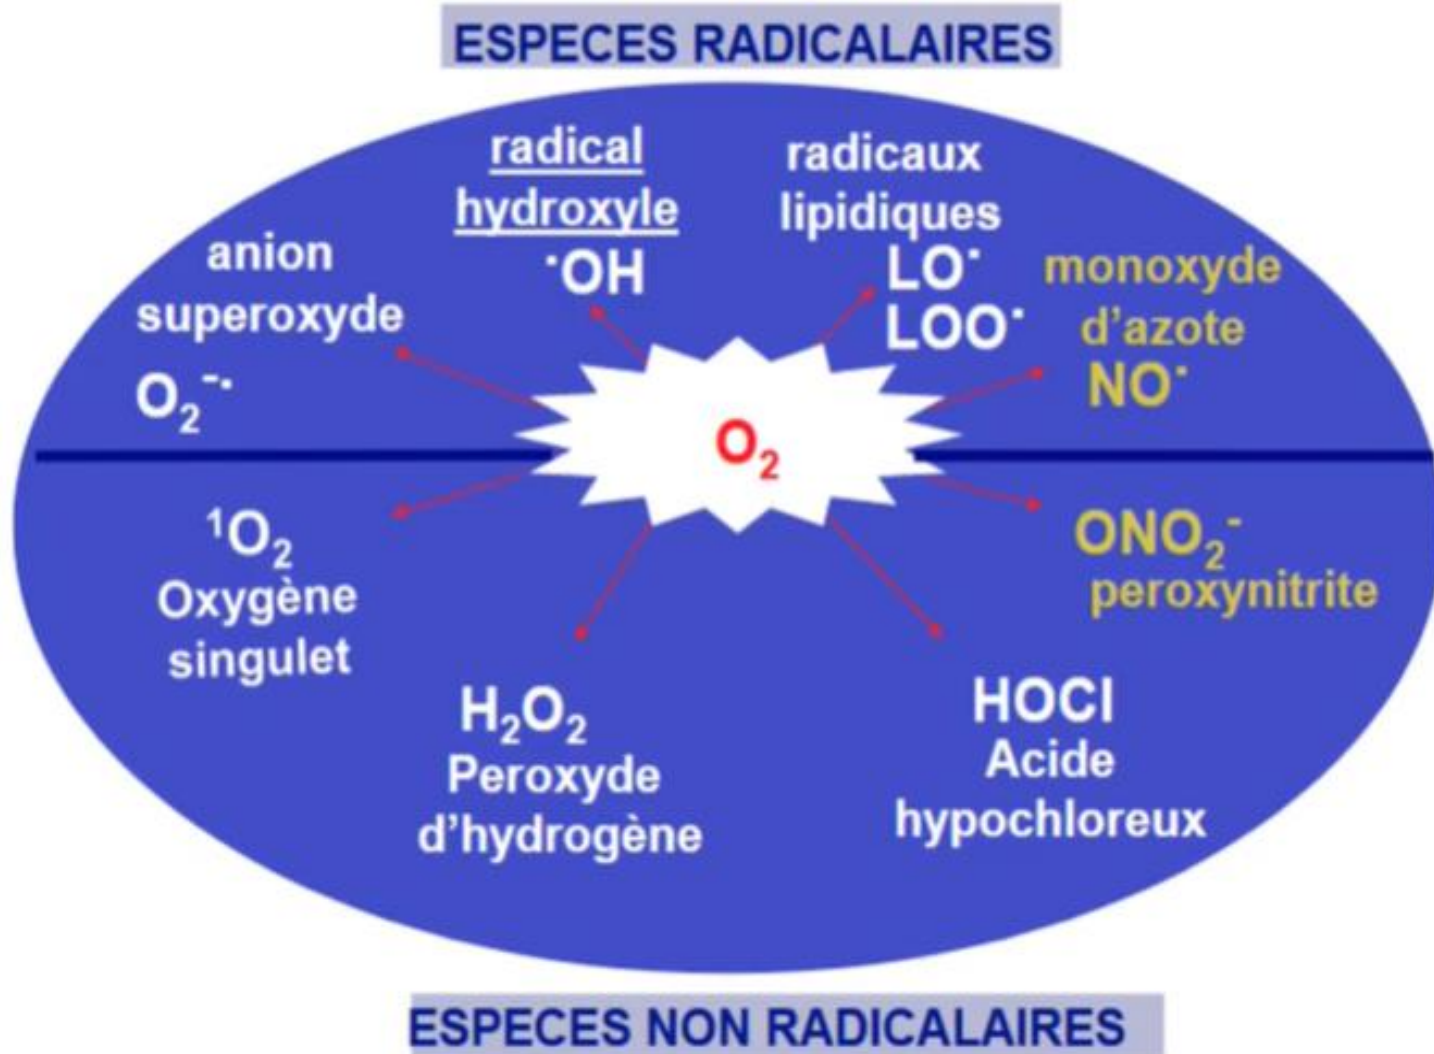 ESPECES RADICALAIRES
radical
hydroxyle
·OH
radicaux
lipidiques
LO·
LOO·
anion
superoxyde
O₂⁻·
monoxyde
d'azote
NO·
O₂
¹O₂
Oxygène
singulet
ONO₂⁻
peroxynitrite
H₂O₂
Peroxyde
d'hydrogène
HOCl
Acide
hypochloreux
ESPECES NON RADICALAIRES